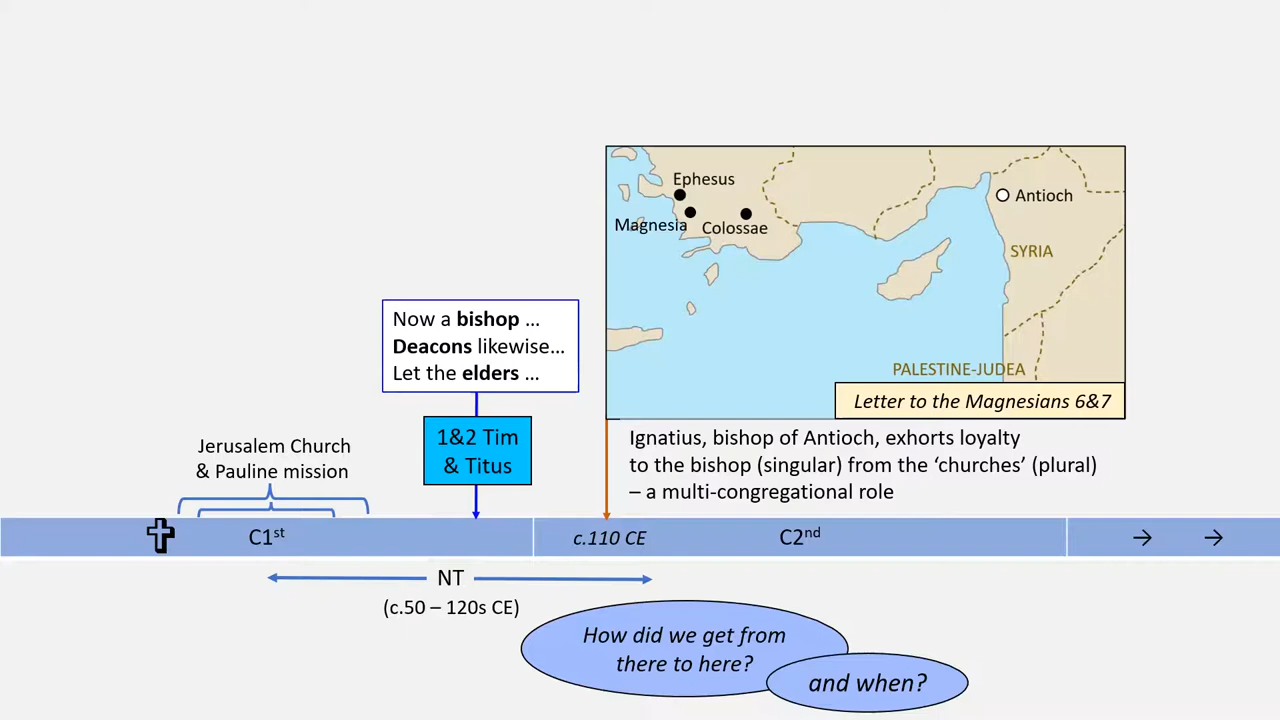 Ephesus
Magnesia
Colossae
Antioch
SYRIA
PALESTINE-JUDEA
Letter to the Magnesians 6&7
Now a bishop ...
Deacons likewise...
Let the elders ...
1&2 Tim
& Titus
Jerusalem Church
& Pauline mission
Ignatius, bishop of Antioch, exhorts loyalty
to the bishop (singular) from the ‘churches’ (plural)
– a multi-congregational role
C1st
c.110 CE
C2nd
→ →
NT
(c.50 – 120s CE)
How did we get from
there to here?
and when?